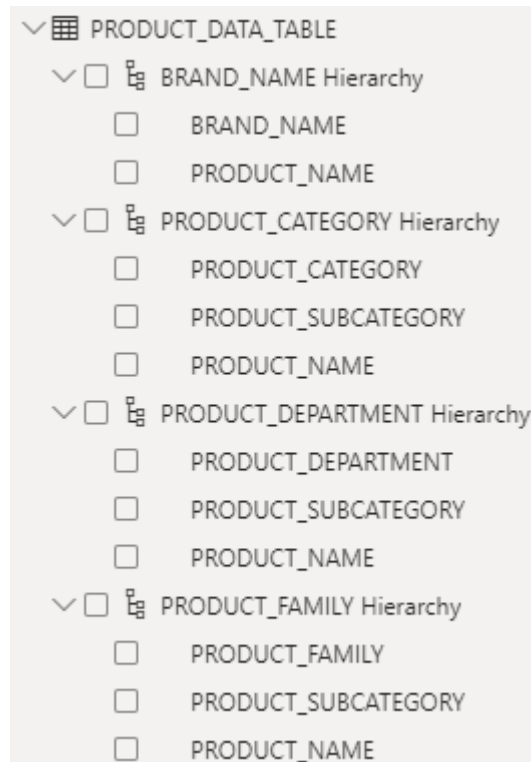 PRODUCT_DATA_TABLE
BRAND_NAME Hierarchy
BRAND_NAME
PRODUCT_NAME
PRODUCT_CATEGORY Hierarchy
PRODUCT_CATEGORY
PRODUCT_SUBCATEGORY
PRODUCT_NAME
PRODUCT_DEPARTMENT Hierarchy
PRODUCT_DEPARTMENT
PRODUCT_SUBCATEGORY
PRODUCT_NAME
PRODUCT_FAMILY Hierarchy
PRODUCT_FAMILY
PRODUCT_SUBCATEGORY
PRODUCT_NAME